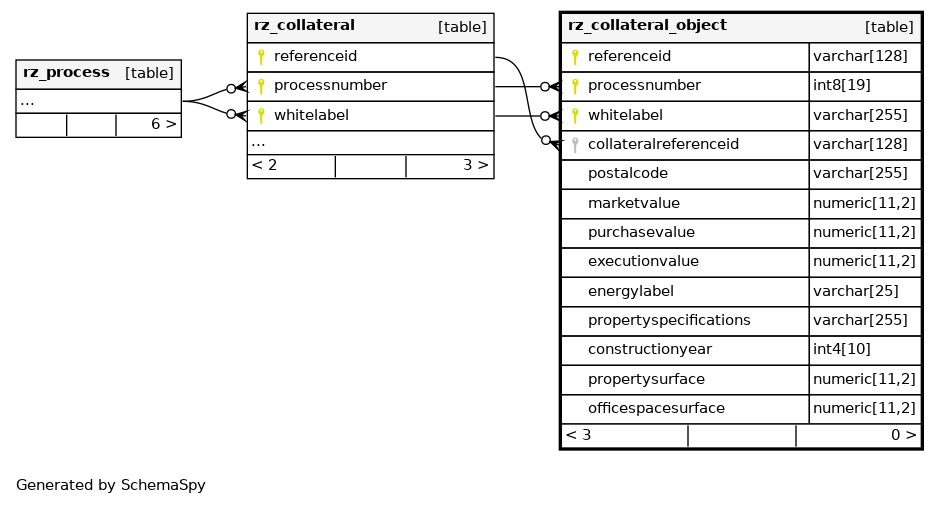 rz_process [table]
...
6 >
rz_collateral [table]
referenceid
processnumber
whitelabel
...
< 2 3 >
rz_collateral_object [table]
referenceid varchar[128]
processnumber int8[19]
whitelabel varchar[255]
collateralreferenceid varchar[128]
postalcode varchar[255]
marketvalue numeric[11,2]
purchasevalue numeric[11,2]
executionvalue numeric[11,2]
energylabel varchar[25]
propertyspecifications varchar[255]
constructionyear int4[10]
propertysurface numeric[11,2]
officespacesurface numeric[11,2]
< 3 0 >
Generated by SchemaSpy